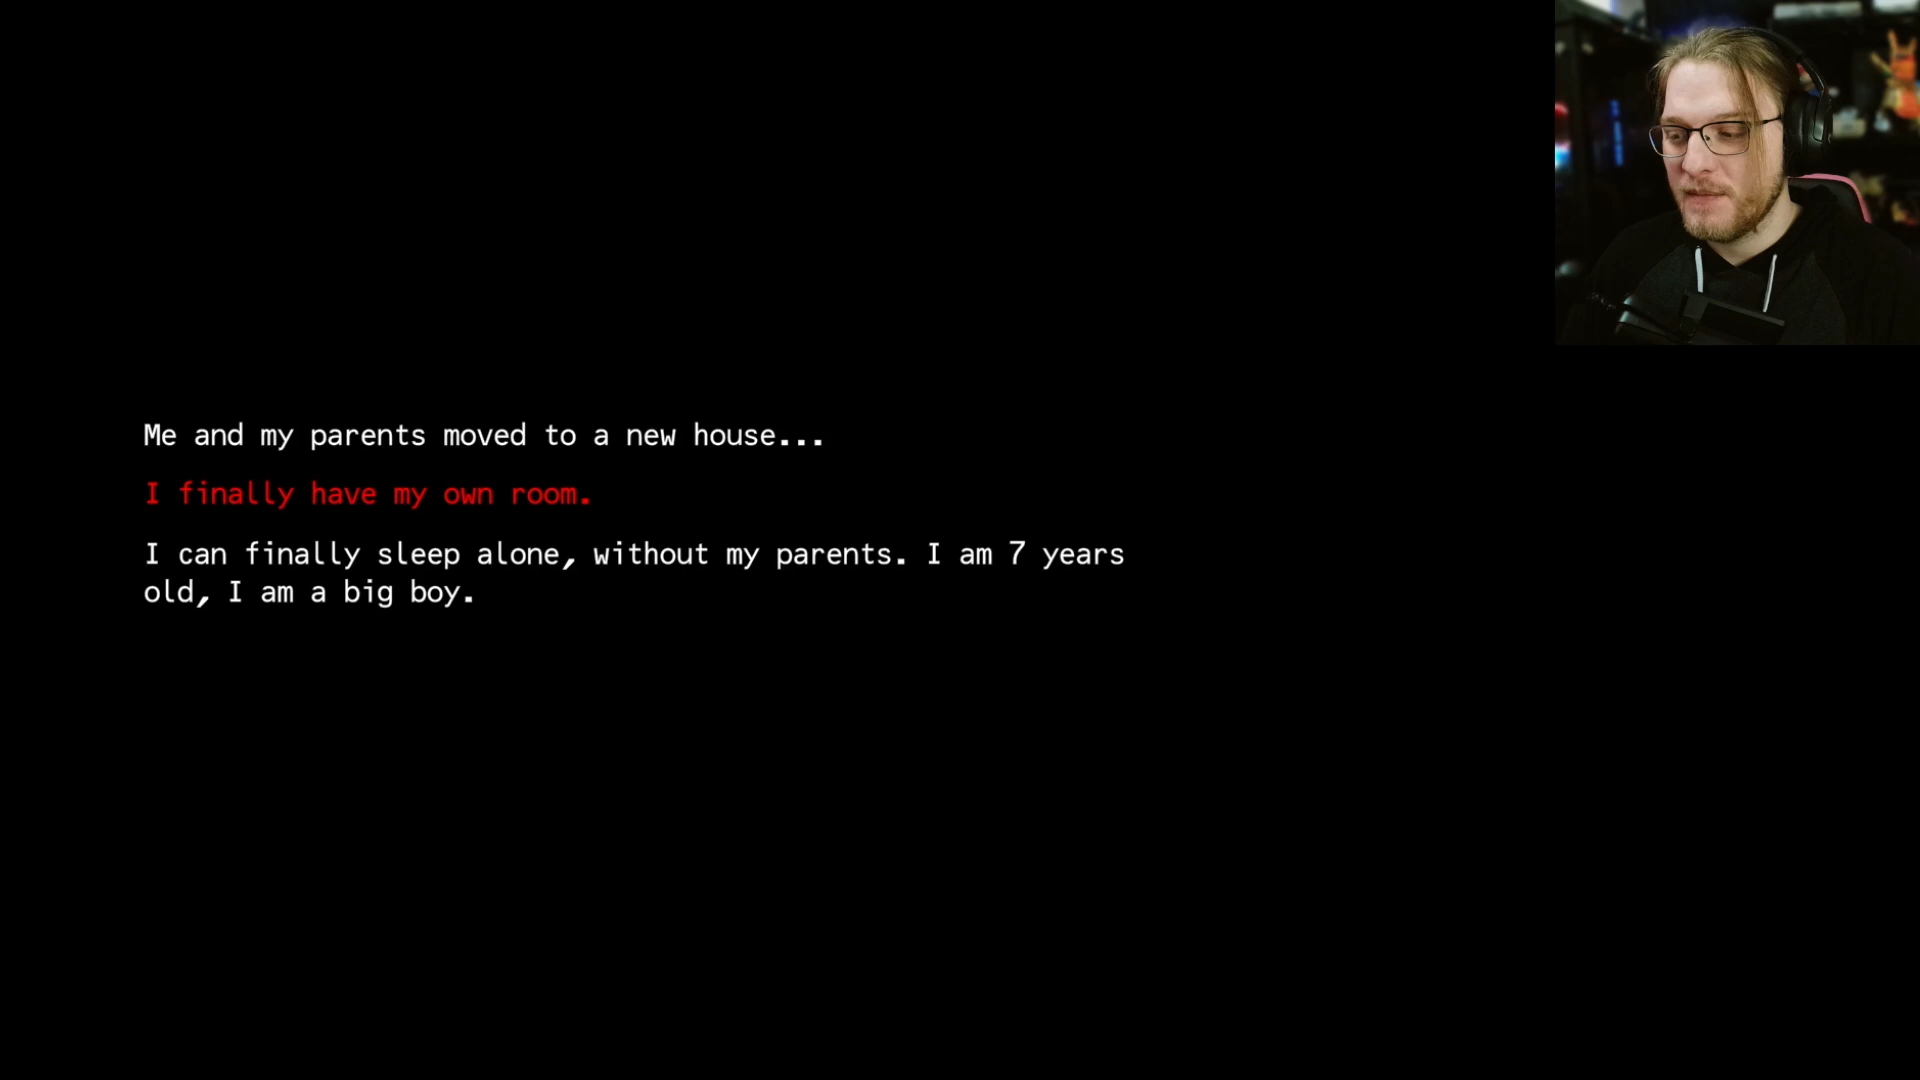 Me and my parents moved to a new house...
I finally have my own room.
I can finally sleep alone, without my parents. I am 7 years
old, I am a big boy.